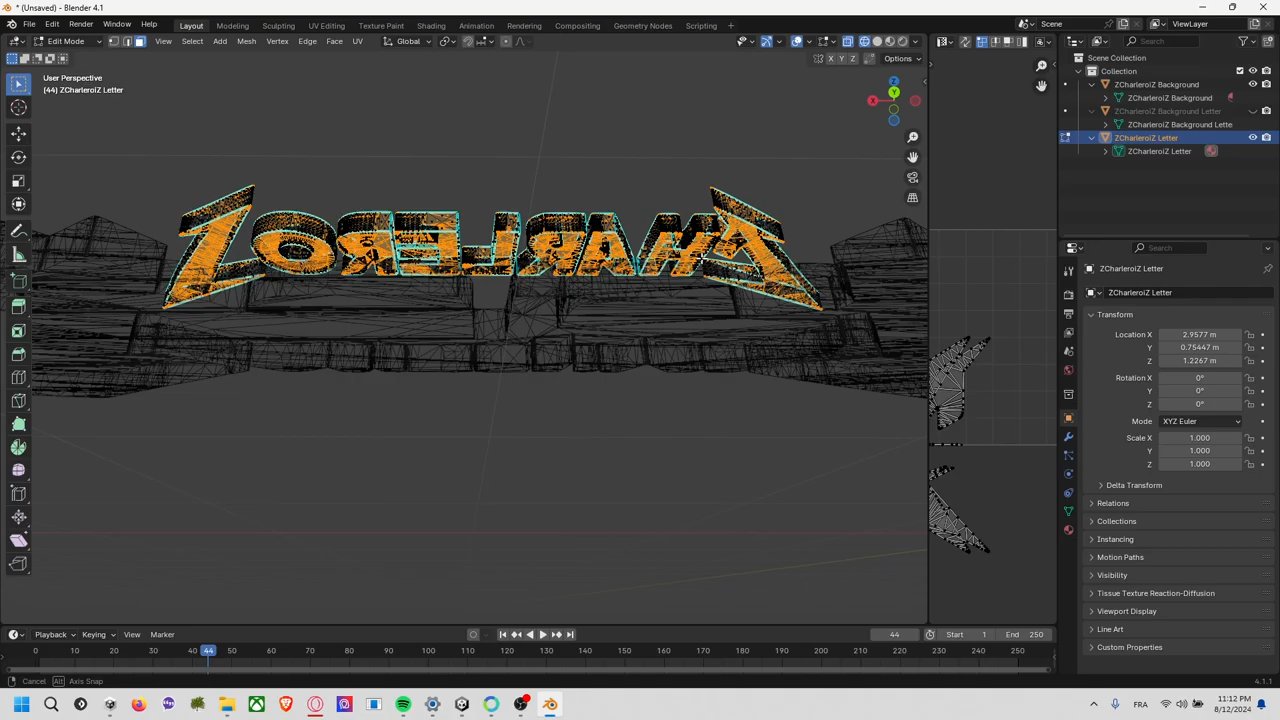 * (Unsaved) - Blender 4.1
File Edit Render Window Help Layout Modeling Sculpting UV Editing Texture Paint Shading Animation Rendering Compositing Geometry Nodes Scripting + Scene ViewLayer
Edit Mode View Select Add Mesh Vertex Edge Face UV Global Search
X Y Z Options
User Perspective
(44) ZCharleroiZ Letter
Z
Y
X
Scene Collection
Collection
ZCharleroiZ Background
ZCharleroiZ Background
ZCharleroiZ Background Letter
ZCharleroiZ Background Lette
ZCharleroiZ Letter
ZCharleroiZ Letter
Search
ZCharleroiZ Letter
ZCharleroiZ Letter
Transform
Location X 2.9577 m
Y 0.75447 m
Z 1.2267 m
Rotation X 0°
Y 0°
Z 0°
Mode XYZ Euler
Scale X 1.000
Y 1.000
Z 1.000
Delta Transform
Relations
Collections
Instancing
Motion Paths
Visibility
Tissue Texture Reaction-Diffusion
Viewport Display
Line Art
Custom Properties
Playback Keying View Marker 44 Start 1 End 250
0 10 20 30 40 44 50 60 70 80 90 100 110 120 130 140 150 160 170 180 190 200 210 220 230 240 250
Cancel Alt Axis Snap 4.1.1
FRA 11:12 PM
8/12/2024